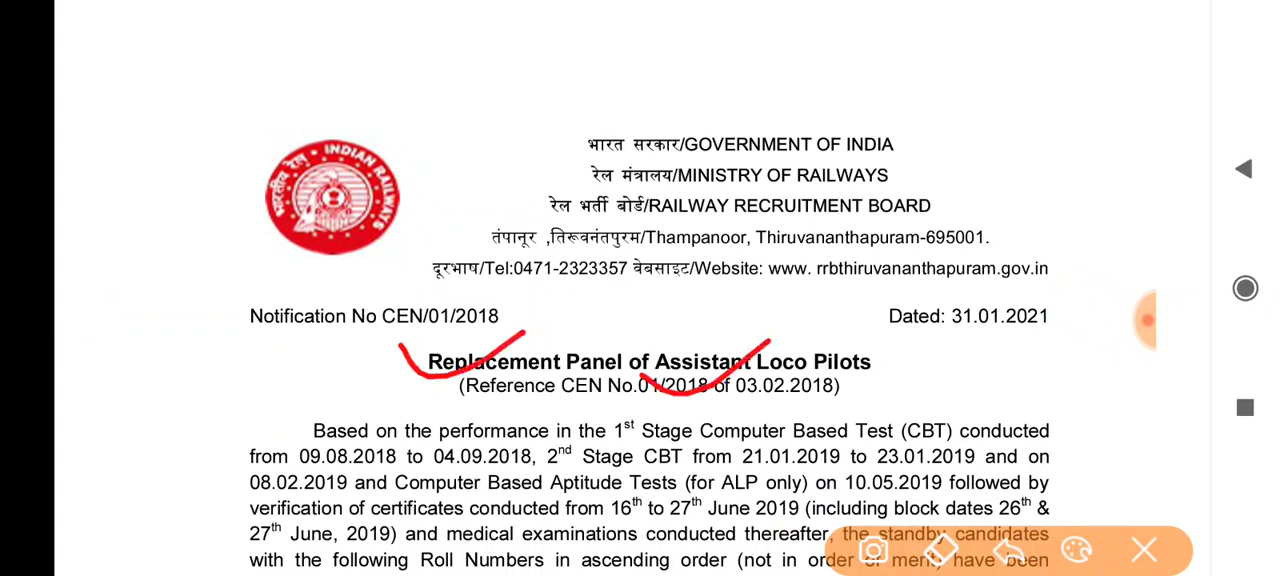 भारतीय रेल • INDIAN RAILWAYS
भारत सरकार/GOVERNMENT OF INDIA
रेल मंत्रालय/MINISTRY OF RAILWAYS
रेल भर्ती बोर्ड/RAILWAY RECRUITMENT BOARD
तंपानूर ,तिरूवनंतपुरम/Thampanoor, Thiruvananthapuram-695001.
दूरभाष/Tel:0471-2323357 वेबसाइट/Website: www. rrbthiruvananthapuram.gov.in
Notification No CEN/01/2018 Dated: 31.01.2021
Replacement Panel of Assistant Loco Pilots
(Reference CEN No.01/2018 of 03.02.2018)
Based on the performance in the 1st Stage Computer Based Test (CBT) conducted
from 09.08.2018 to 04.09.2018, 2nd Stage CBT from 21.01.2019 to 23.01.2019 and on
08.02.2019 and Computer Based Aptitude Tests (for ALP only) on 10.05.2019 followed by
verification of certificates conducted from 16th to 27th June 2019 (including block dates 26th &
27th June, 2019) and medical examinations conducted thereafter, the standby candidates
with the following Roll Numbers in ascending order (not in order of merit) have been